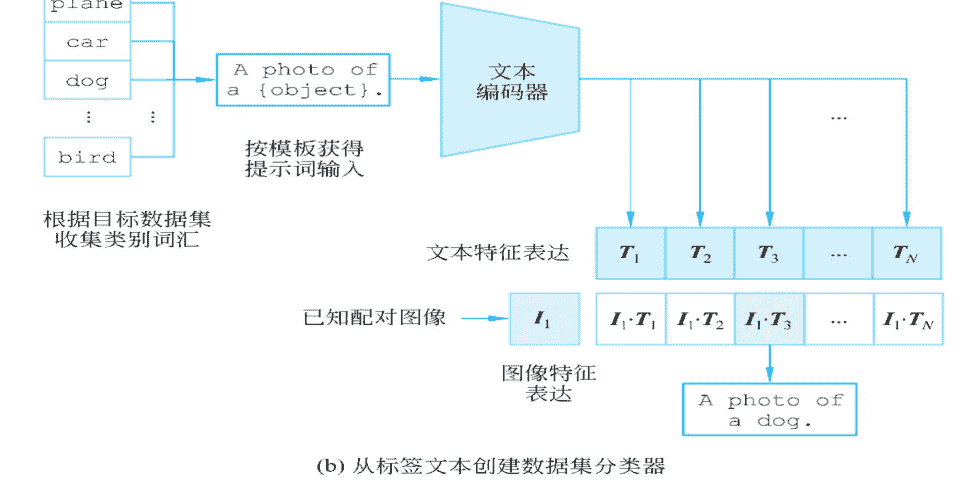 plane
car
dog
⋮ ⋮
bird
根据目标数据集
收集类别词汇
A photo of
a {object}.
按模板获得
提示词输入
文本
编码器
...
文本特征表达 T₁ T₂ T₃ ... T_N
已知配对图像 I₁ I₁·T₁ I₁·T₂ I₁·T₃ ... I₁·T_N
图像特征
表达
A photo of
a dog.
(b) 从标签文本创建数据集分类器